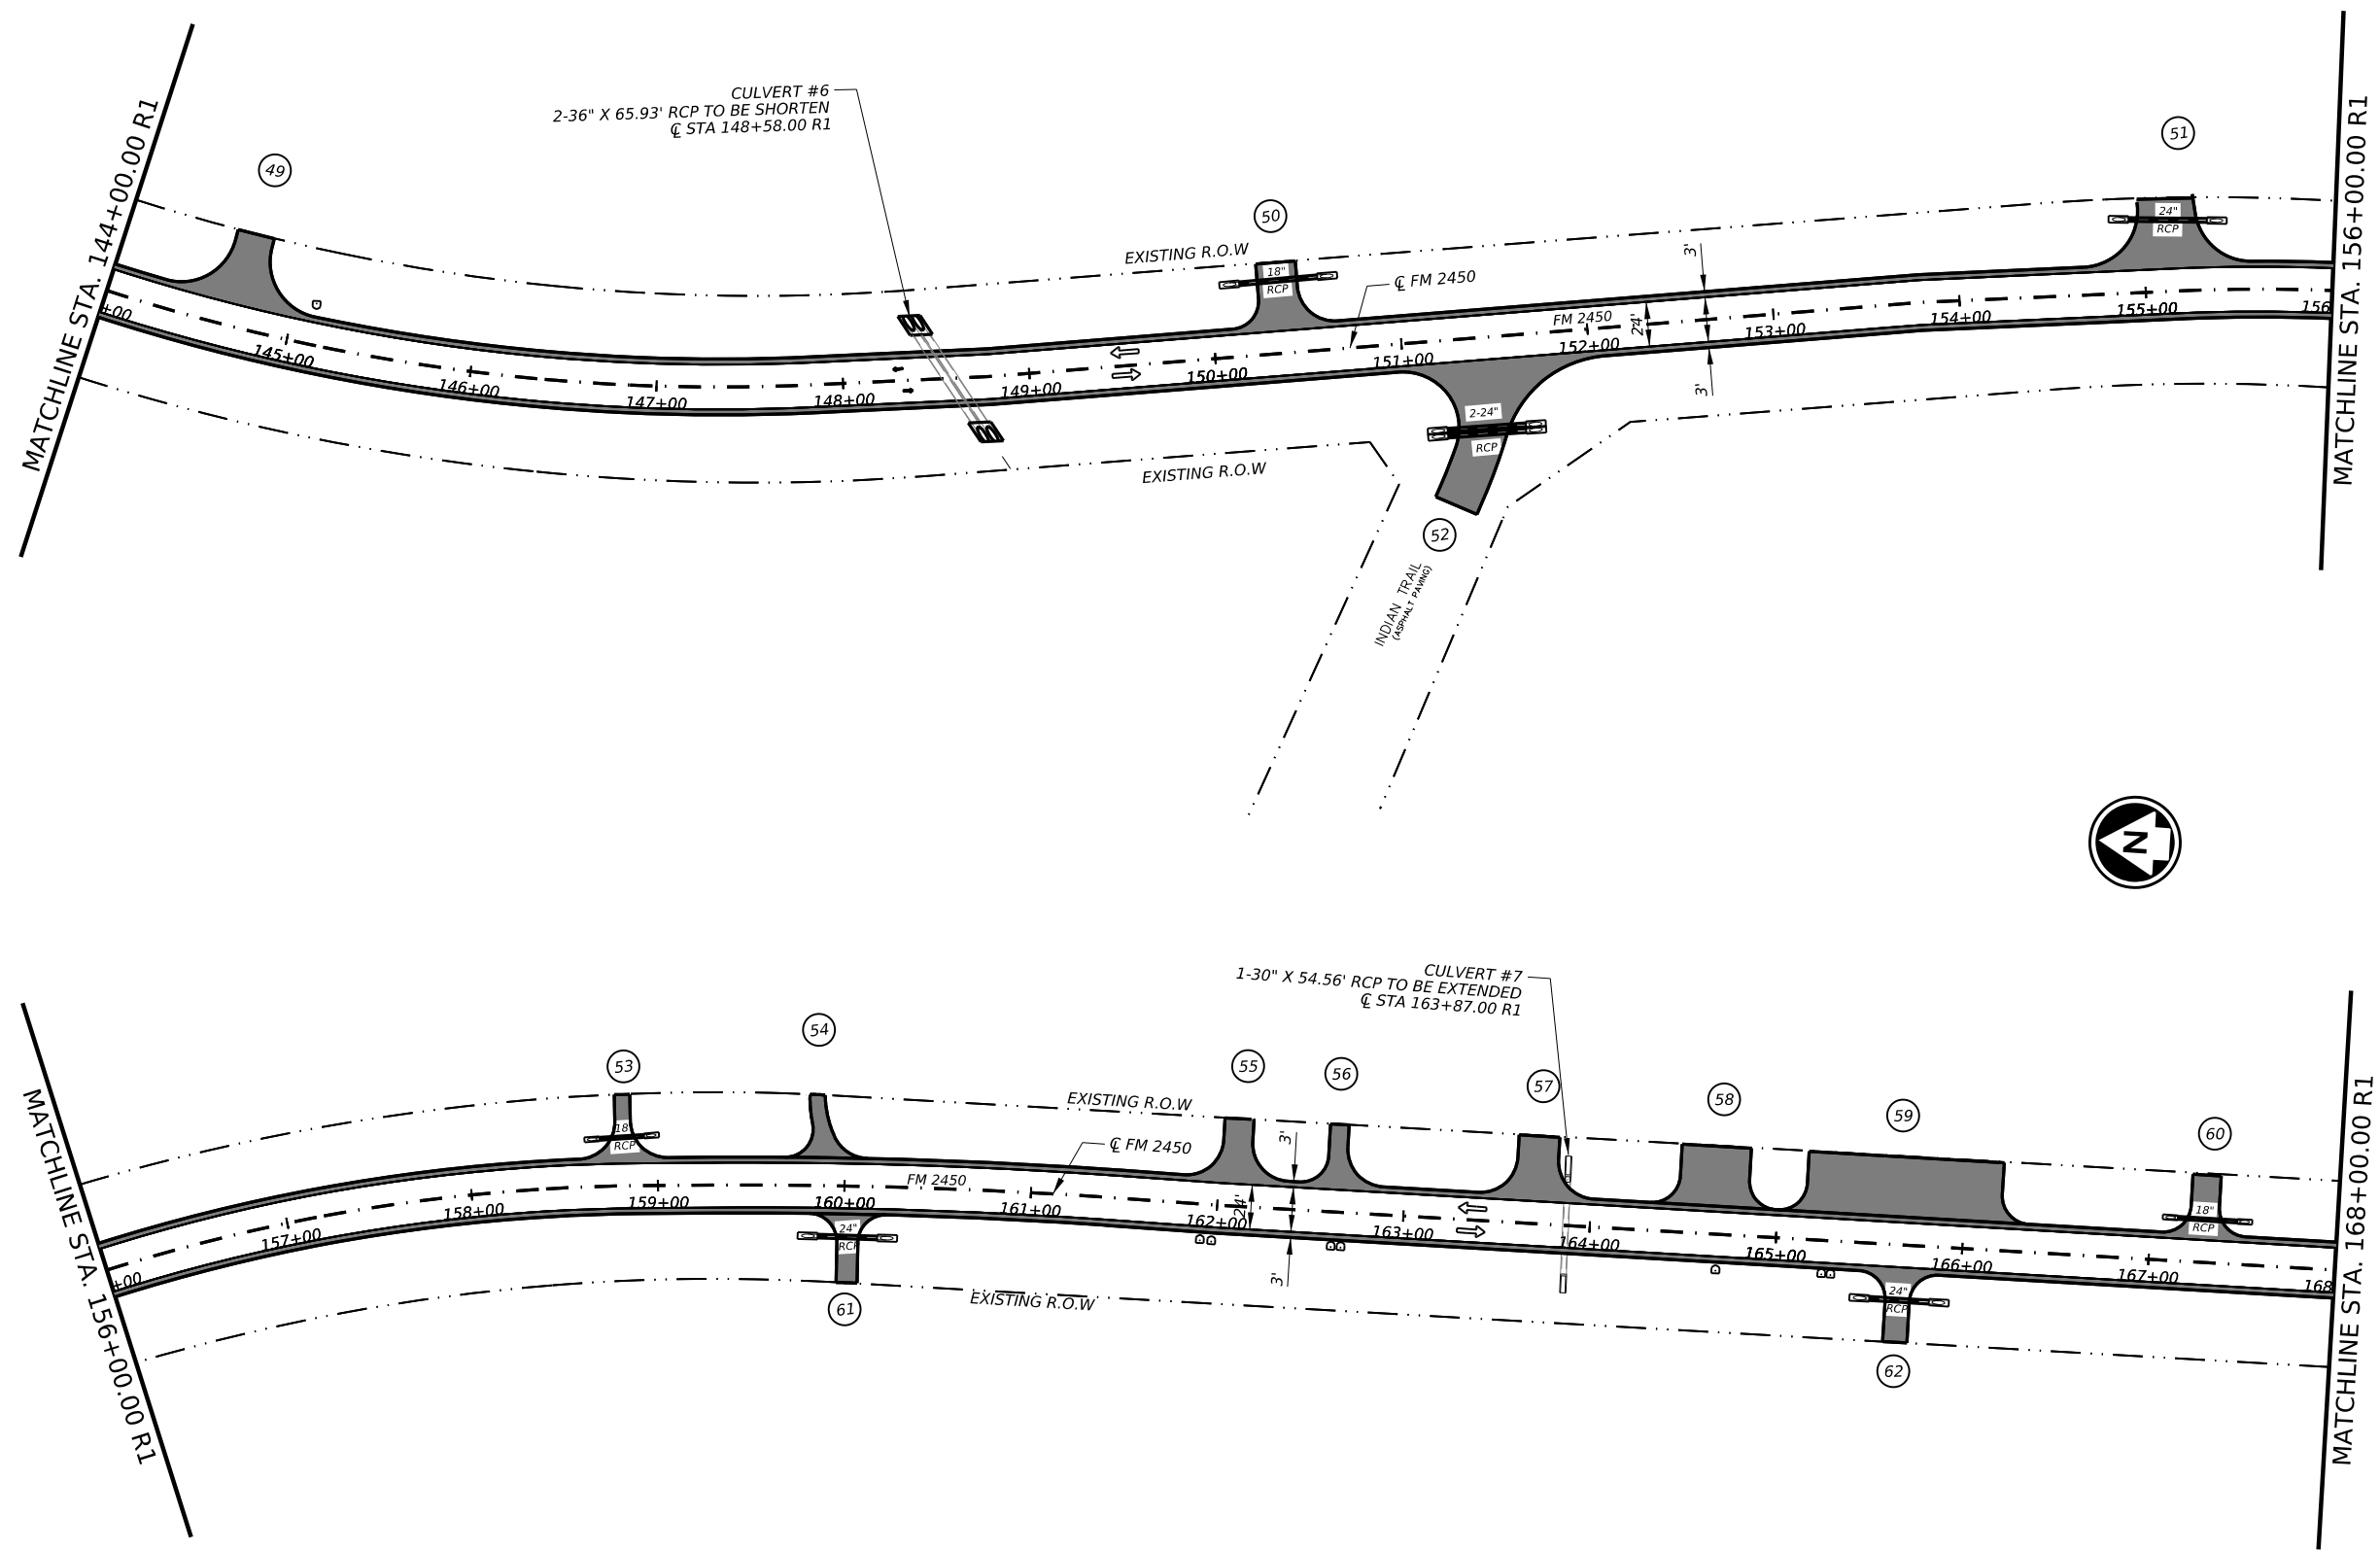 MATCHLINE STA. 144+00.00 R1
49
CULVERT #6
2-36" X 65.93' RCP TO BE SHORTEN
℄ STA 148+58.00 R1
50
51
EXISTING R.O.W
18"
RCP
℄ FM 2450
3'
24"
RCP
FM 2450
24'
3'
+00
145+00
146+00
147+00
148+00
149+00
150+00
151+00
152+00
153+00
154+00
155+00
156
2-24"
RCP
EXISTING R.O.W
52
INDIAN TRAIL
(ASPHALT PAVING)
MATCHLINE STA. 156+00.00 R1
N
MATCHLINE STA. 156+00.00 R1
CULVERT #7
1-30" X 54.56' RCP TO BE EXTENDED
℄ STA 163+87.00 R1
53
54
55
56
57
58
59
60
EXISTING R.O.W
18"
RCP
℄ FM 2450
3'
FM 2450
24'
3'
18"
RCP
+00
157+00
158+00
159+00
160+00
161+00
162+00
163+00
164+00
165+00
166+00
167+00
168
24"
RCP
61
EXISTING R.O.W
24"
RCP
62
MATCHLINE STA. 168+00.00 R1